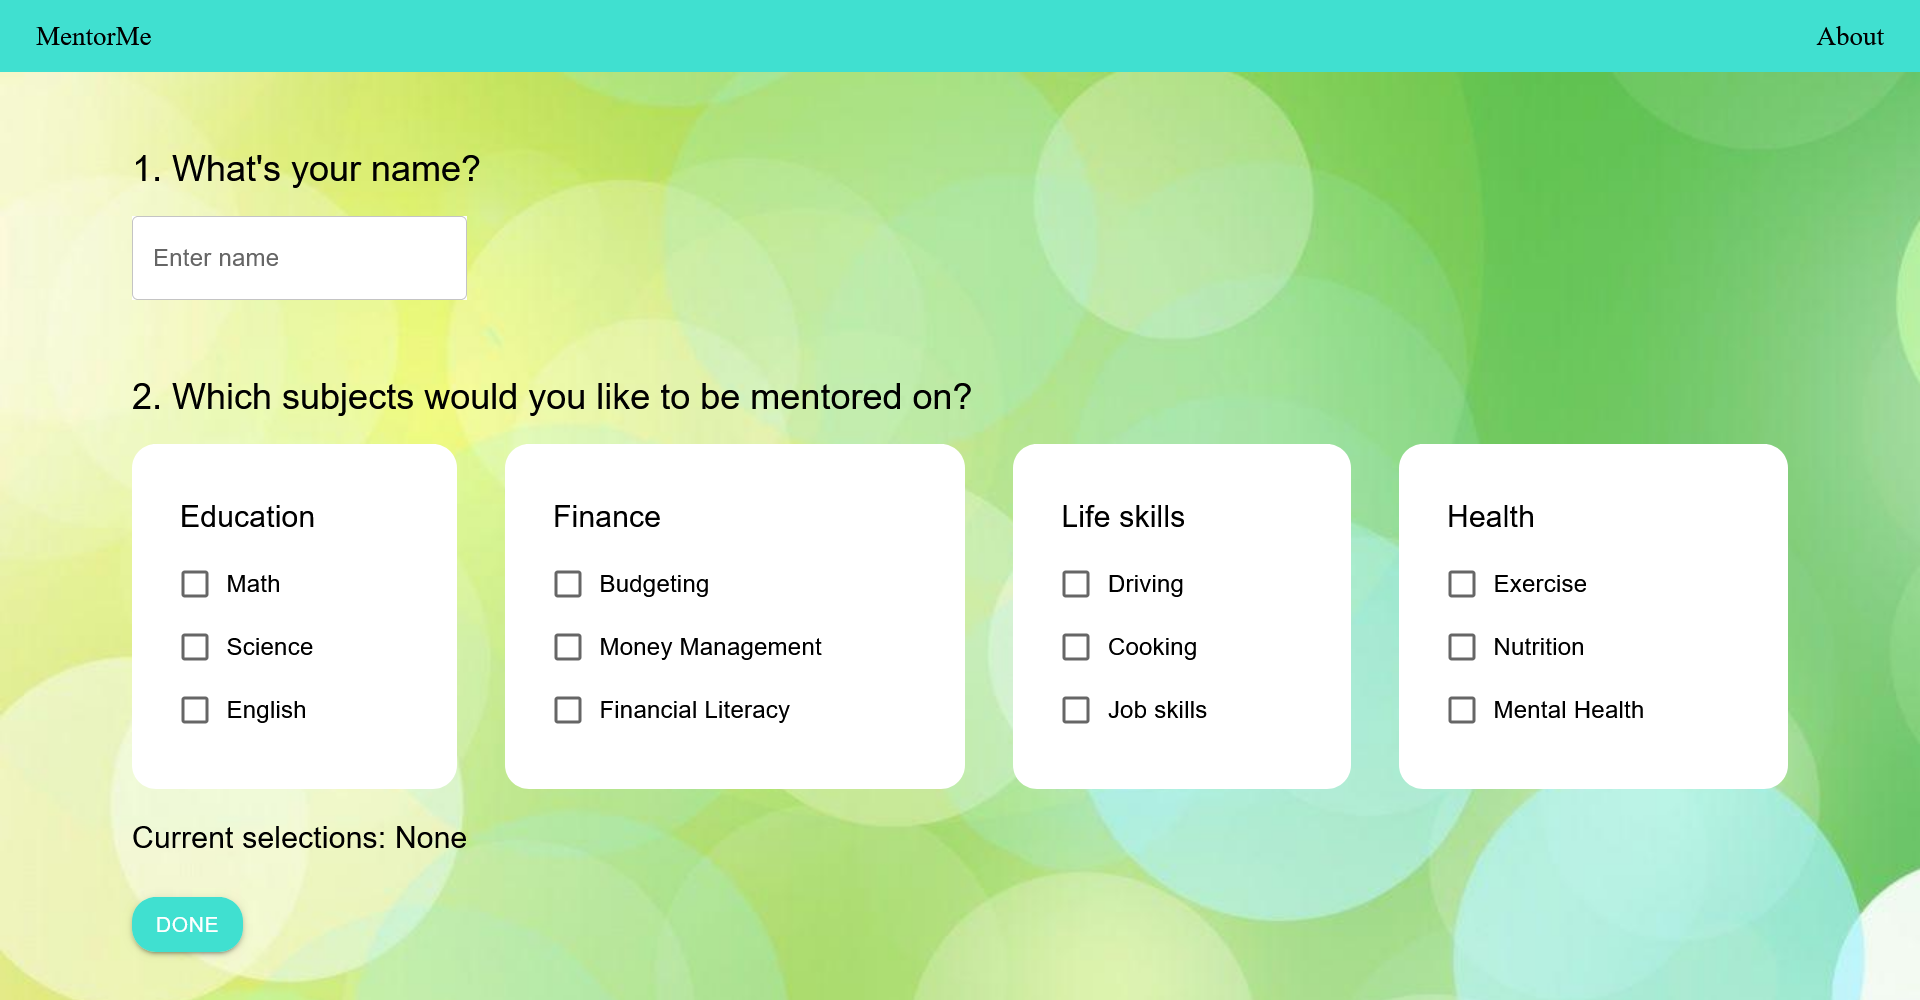 MentorMe
About
1. What's your name?
Enter name
2. Which subjects would you like to be mentored on?
Education
Math
Science
English
Finance
Budgeting
Money Management
Financial Literacy
Life skills
Driving
Cooking
Job skills
Health
Exercise
Nutrition
Mental Health
Current selections: None
DONE